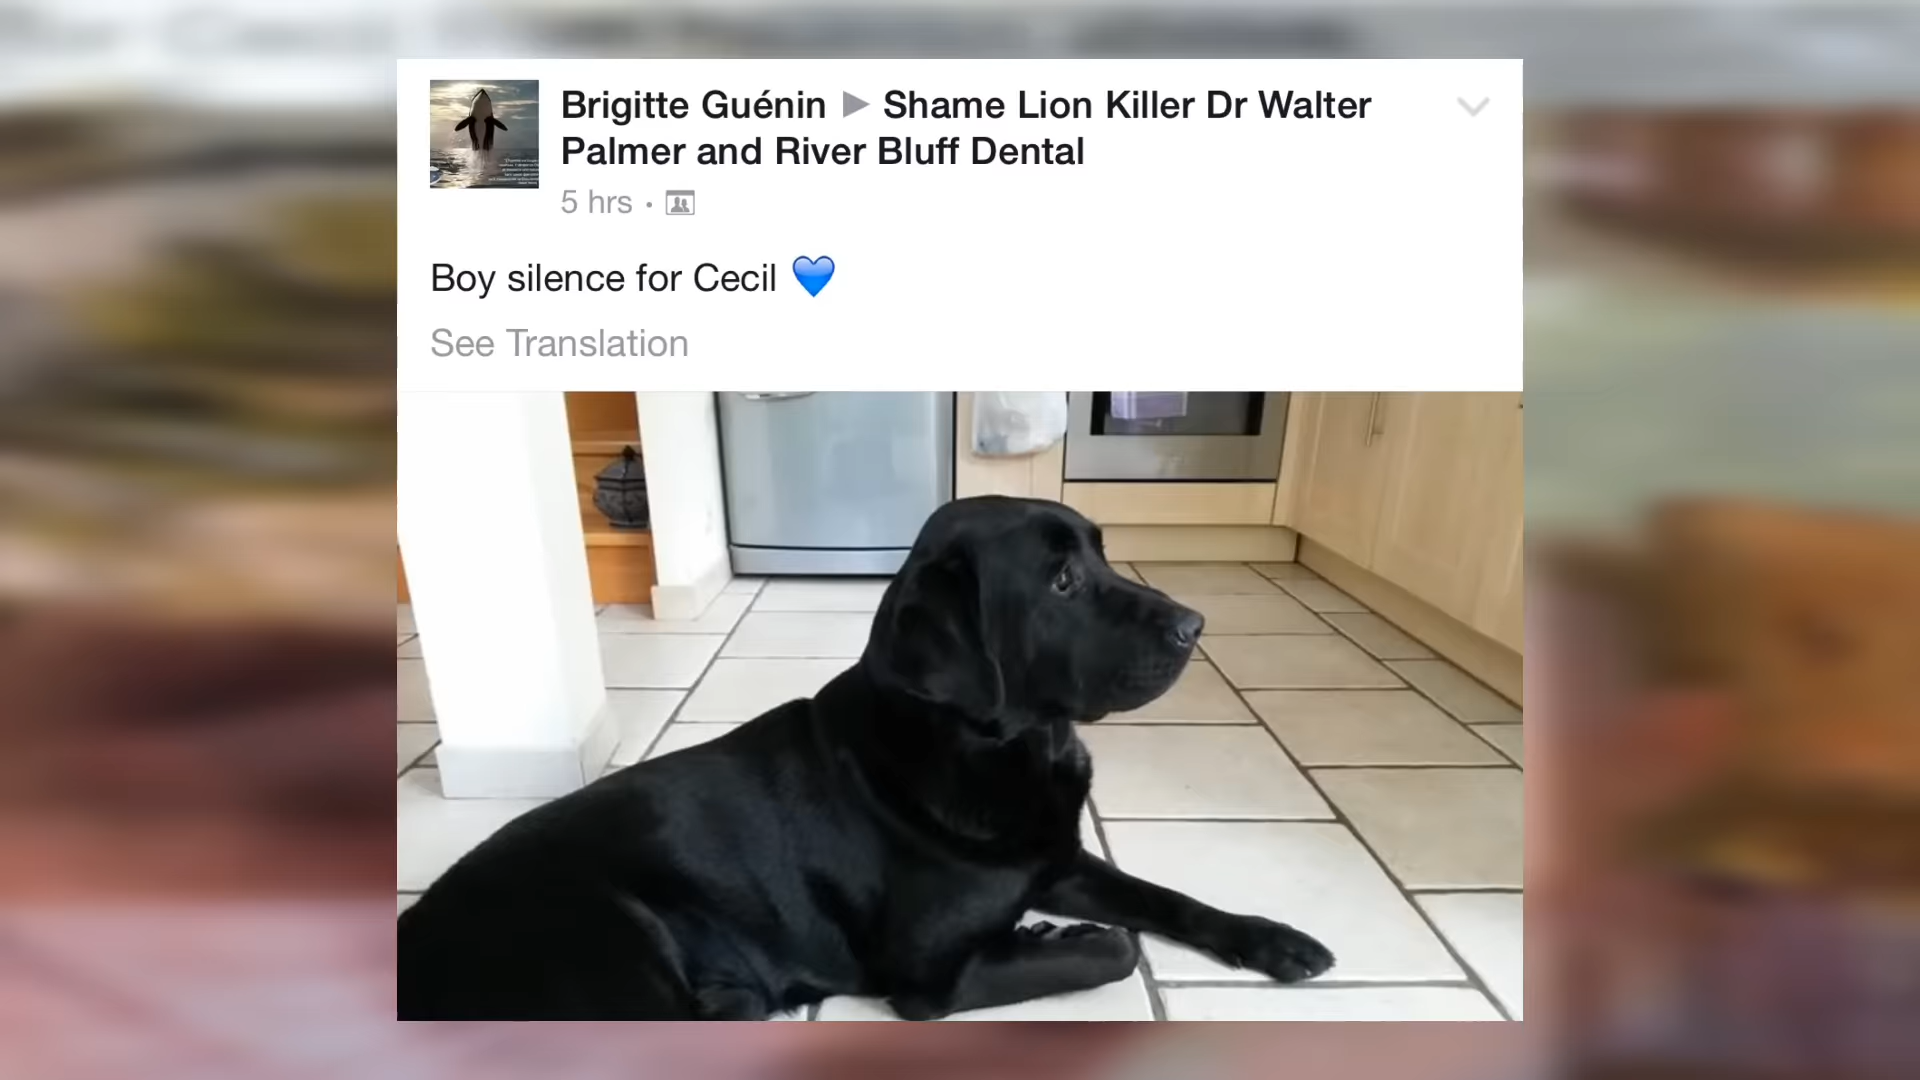 Brigitte Guénin ▶ Shame Lion Killer Dr Walter
Palmer and River Bluff Dental
5 hrs ·
Boy silence for Cecil 💙
See Translation